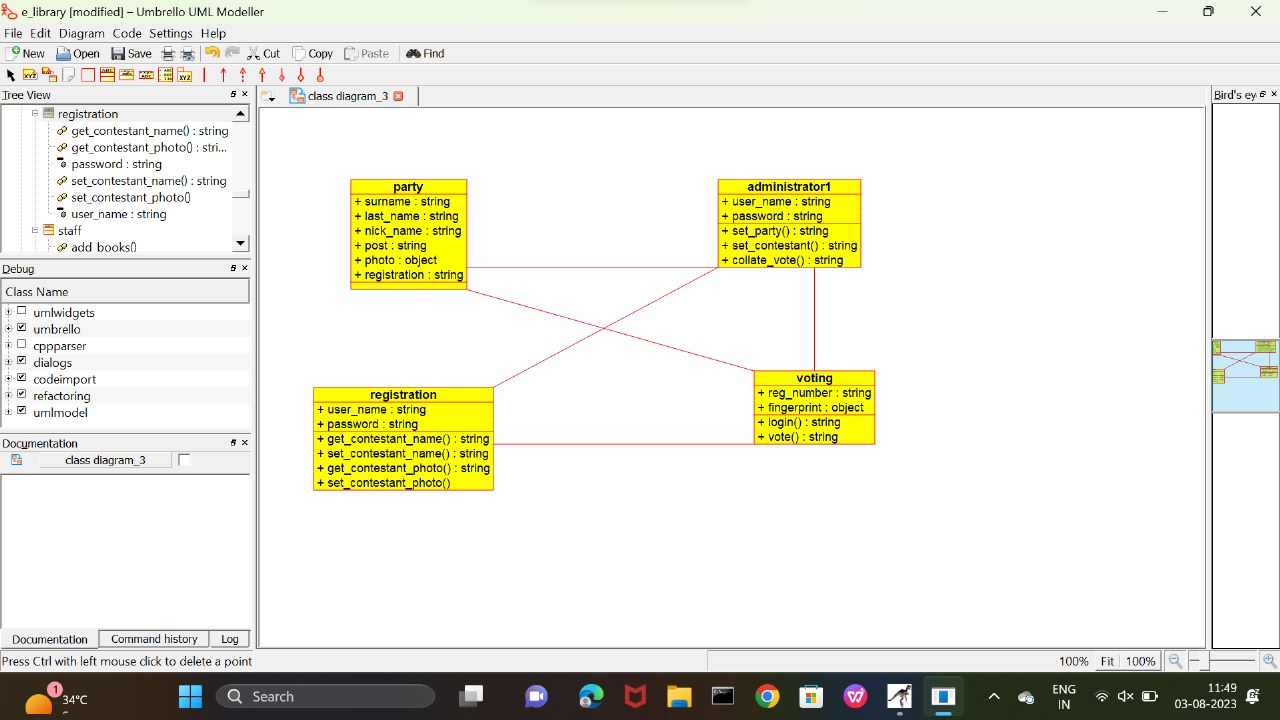 e_library [modified] – Umbrello UML Modeller
File Edit Diagram Code Settings Help
New Open Save Cut Copy Paste Find
Tree View
class diagram_3
Bird's ey
registration
get_contestant_name() : string
get_contestant_photo() : stri...
password : string
set_contestant_name() : string
set_contestant_photo()
user_name : string
staff
add_books()
Debug
Class Name
umlwidgets
umbrello
cppparser
dialogs
codeimport
refactoring
umlmodel
Documentation
class diagram_3
Documentation Command history Log
party
+ surname : string
+ last_name : string
+ nick_name : string
+ post : string
+ photo : object
+ registration : string
administrator1
+ user_name : string
+ password : string
+ set_party() : string
+ set_contestant() : string
+ collate_vote() : string
registration
+ user_name : string
+ password : string
+ get_contestant_name() : string
+ set_contestant_name() : string
+ get_contestant_photo() : string
+ set_contestant_photo()
voting
+ reg_number : string
+ fingerprint : object
+ login() : string
+ vote() : string
Press Ctrl with left mouse click to delete a point
100% Fit 100%
1
34°C
Search
ENG
IN
11:49
03-08-2023